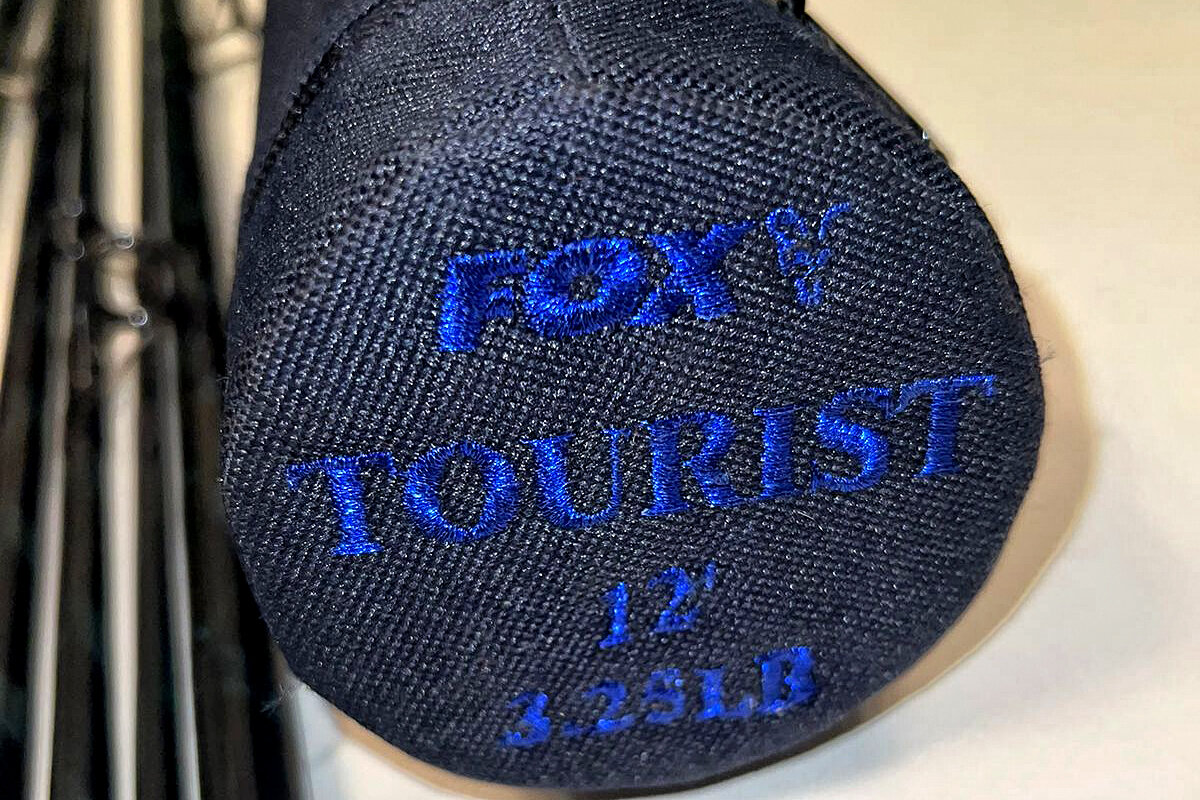 FOX
TOURIST
12'
3.25LB